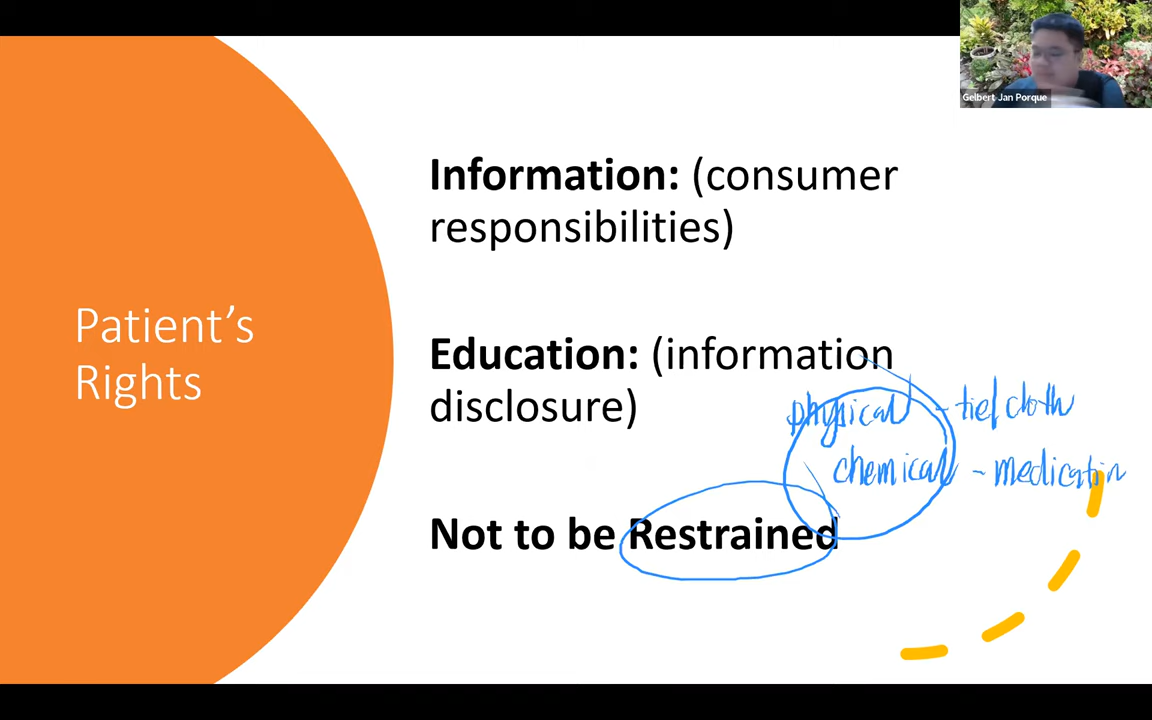 Gelbert Jan Porque
Patient's
Rights
Information: (consumer
responsibilities)
Education: (information
disclosure)
physical - tie/cloth
chemical - medication
Not to be Restrained